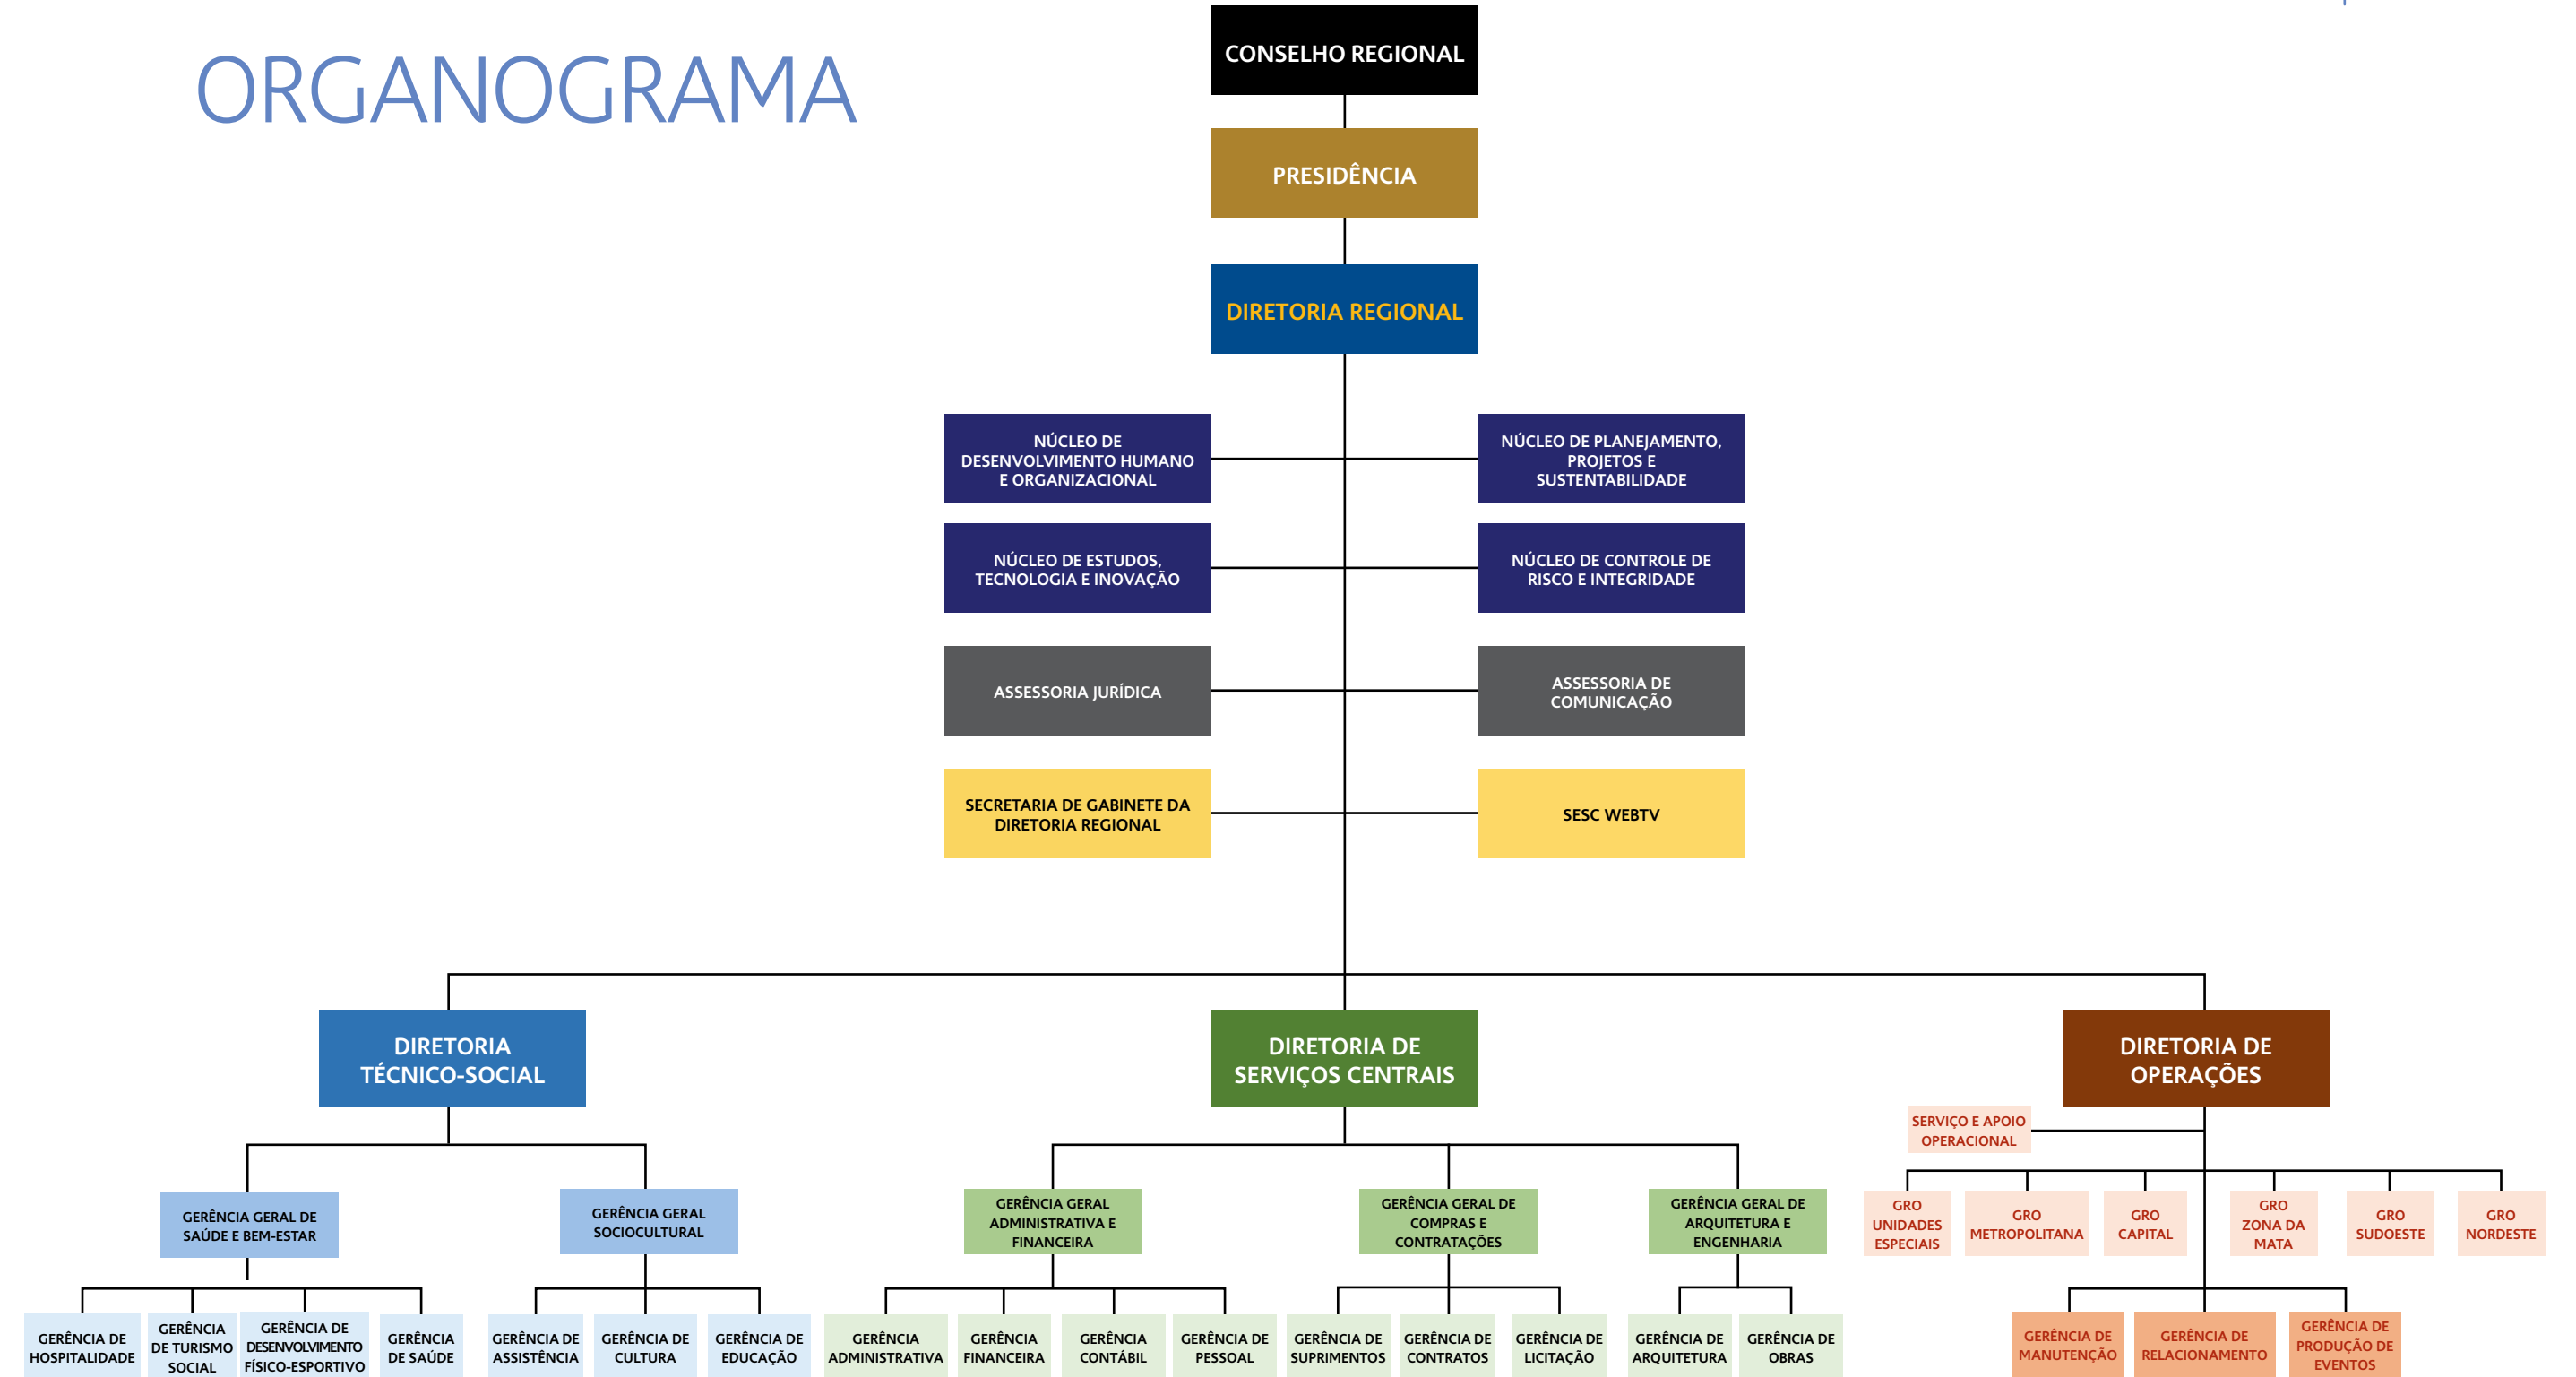 ORGANOGRAMA
CONSELHO REGIONAL
PRESIDÊNCIA
DIRETORIA REGIONAL
NÚCLEO DE
DESENVOLVIMENTO HUMANO
E ORGANIZACIONAL
NÚCLEO DE PLANEJAMENTO,
PROJETOS E
SUSTENTABILIDADE
NÚCLEO DE ESTUDOS,
TECNOLOGIA E INOVAÇÃO
NÚCLEO DE CONTROLE DE
RISCO E INTEGRIDADE
ASSESSORIA JURÍDICA
ASSESSORIA DE
COMUNICAÇÃO
SECRETARIA DE GABINETE DA
DIRETORIA REGIONAL
SESC WEBTV
DIRETORIA
TÉCNICO-SOCIAL
DIRETORIA DE
SERVIÇOS CENTRAIS
DIRETORIA DE
OPERAÇÕES
SERVIÇO E APOIO
OPERACIONAL
GERÊNCIA GERAL DE
SAÚDE E BEM-ESTAR
GERÊNCIA GERAL
SOCIOCULTURAL
GERÊNCIA GERAL
ADMINISTRATIVA E
FINANCEIRA
GERÊNCIA GERAL DE
COMPRAS E
CONTRATAÇÕES
GERÊNCIA GERAL DE
ARQUITETURA E
ENGENHARIA
GRO
UNIDADES
ESPECIAIS
GRO
METROPOLITANA
GRO
CAPITAL
GRO
ZONA DA
MATA
GRO
SUDOESTE
GRO
NORDESTE
GERÊNCIA DE
HOSPITALIDADE
GERÊNCIA
DE TURISMO
SOCIAL
GERÊNCIA DE
DESENVOLVIMENTO
FÍSICO-ESPORTIVO
GERÊNCIA
DE SAÚDE
GERÊNCIA DE
ASSISTÊNCIA
GERÊNCIA DE
CULTURA
GERÊNCIA DE
EDUCAÇÃO
GERÊNCIA
ADMINISTRATIVA
GERÊNCIA
FINANCEIRA
GERÊNCIA
CONTÁBIL
GERÊNCIA DE
PESSOAL
GERÊNCIA DE
SUPRIMENTOS
GERÊNCIA DE
CONTRATOS
GERÊNCIA DE
LICITAÇÃO
GERÊNCIA DE
ARQUITETURA
GERÊNCIA DE
OBRAS
GERÊNCIA DE
MANUTENÇÃO
GERÊNCIA DE
RELACIONAMENTO
GERÊNCIA DE
PRODUÇÃO DE
EVENTOS